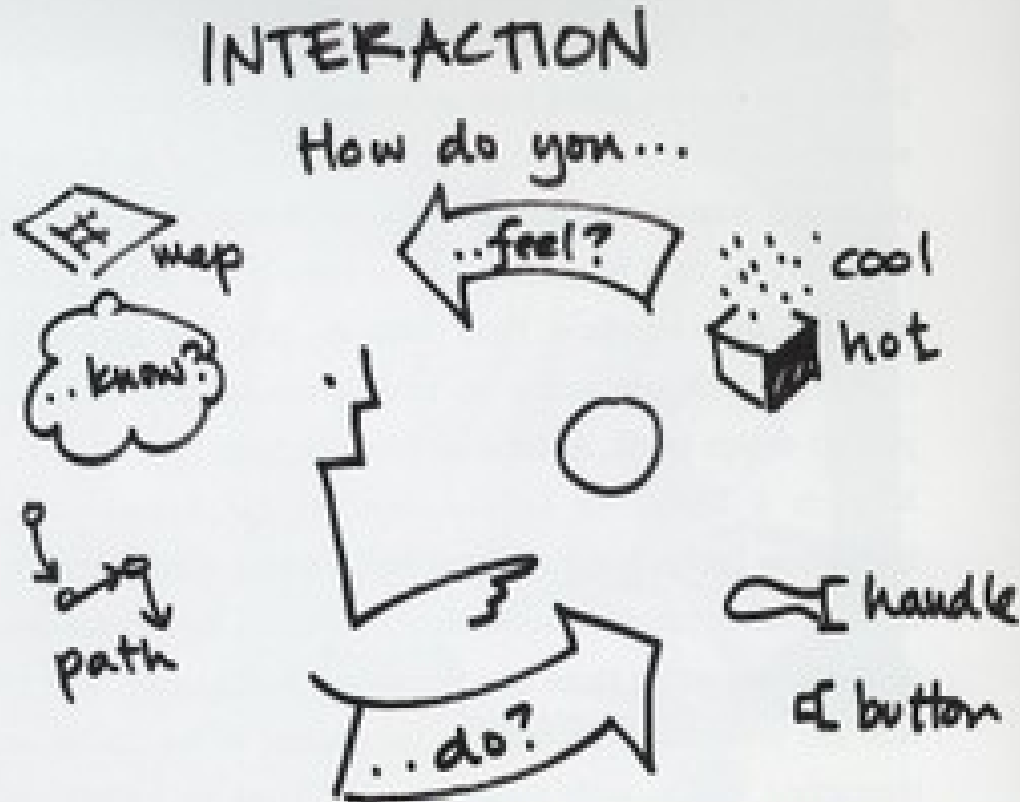 INTERACTION
How do you...
..feel?
cool
hot
map
..know?
path
handle
button
..do?